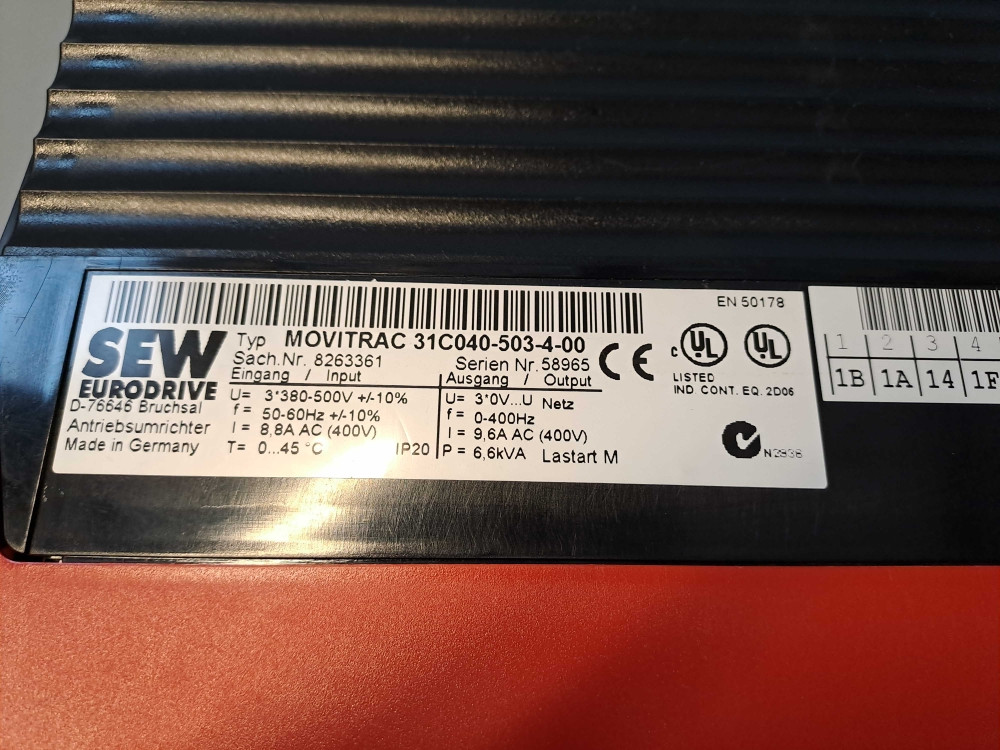 EN 50178
SEW
EURODRIVE
D-76646 Bruchsal
Antriebsumrichter
Made in Germany
Typ MOVITRAC 31C040-503-4-00
Sach.Nr. 8263361 Serien Nr. 58965
Eingang / Input
U= 3*380-500V +/-10%
f= 50-60Hz +/-10%
I = 8,8A AC (400V)
T= 0...45 °C IP20
Ausgang / Output
U= 3*0V...U Netz
f= 0-400Hz
I = 9,6A AC (400V)
P = 6,6kVA Lastart M
CE
c UL
UL
LISTED
IND. CONT. EQ. 2D06
N2936
1 2 3 4
1B 1A 14 1F